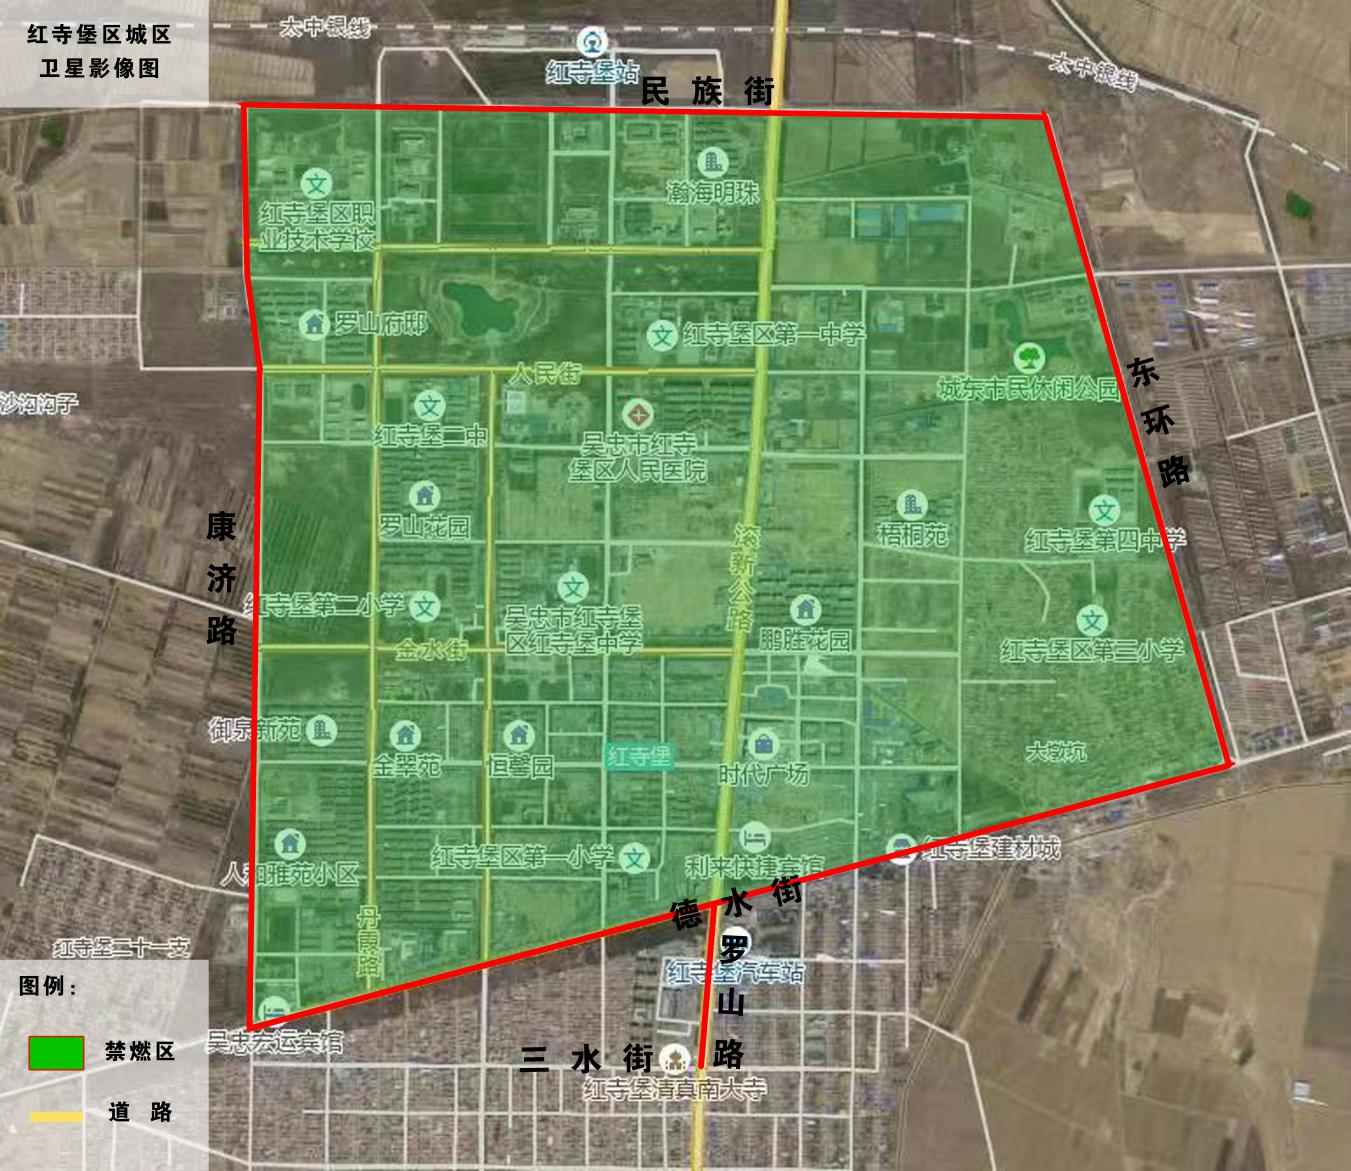 红寺堡区城区
卫星影像图
太中银线
红寺堡站
太中银线
民族街
瀚海明珠
红寺堡区职
业技术学校
罗山府邸
红寺堡区第一中学
人民街
城东市民休闲公园
东环路
沙沟沟子
红寺堡二中
吴忠市红寺
堡区人民医院
罗山花园
梧桐苑
红寺堡第四中学
康济路
滚新公路
红寺堡第二小学
吴忠市红寺堡
区红寺堡中学
鹏胜花园
金水街
红寺堡区第三小学
御泉新苑
金翠苑
恒馨园
红寺堡
时代广场
大墩坑
人和雅苑小区
红寺堡区第一小学
利来快捷宾馆
红寺堡建材城
德水街
丹霞路
罗山路
红寺堡二十一支
红寺堡汽车站
吴忠宏运宾馆
三水街
红寺堡清真南大寺
图例:
禁燃区
道路